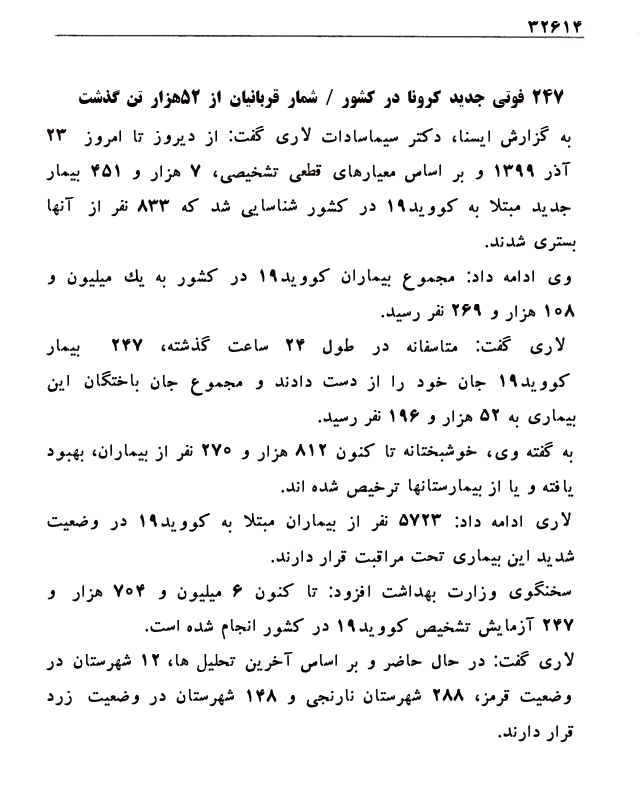 ۳۲۶۱۴
۲۴۷ فوتی جدید کرونا در کشور / شمار قربانیان از ۵۲هزار تن گذشت
به گزارش ایسنا، دکتر سیماسادات لاری گفت: از دیروز تا امروز ۲۳
آذر ۱۳۹۹ و بر اساس معیارهای قطعی تشخیصی، ۷ هزار و ۴۵۱ بیمار
جدید مبتلا به کووید۱۹ در کشور شناسایی شد که ۸۳۳ نفر از آنها
بستری شدند.
وی ادامه داد: مجموع بیماران کووید۱۹ در کشور به یك میلیون و
۱۰۸ هزار و ۲۶۹ نفر رسید.
لاری گفت: متاسفانه در طول ۲۴ ساعت گذشته، ۲۴۷ بیمار
کووید۱۹ جان خود را از دست دادند و مجموع جان باختگان این
بیماری به ۵۲ هزار و ۱۹۶ نفر رسید.
به گفته وی، خوشبختانه تا کنون ۸۱۲ هزار و ۲۷۰ نفر از بیماران، بهبود
یافته و یا از بیمارستانها ترخیص شده اند.
لاری ادامه داد: ۵۷۲۳ نفر از بیماران مبتلا به کووید۱۹ در وضعیت
شدید این بیماری تحت مراقبت قرار دارند.
سخنگوی وزارت بهداشت افزود: تا کنون ۶ میلیون و ۷۰۴ هزار و
۲۴۷ آزمایش تشخیص کووید۱۹ در کشور انجام شده است.
لاری گفت: در حال حاضر و بر اساس آخرین تحلیل ها، ۱۲ شهرستان در
وضعیت قرمز، ۲۸۸ شهرستان نارنجی و ۱۴۸ شهرستان در وضعیت زرد
قرار دارند.